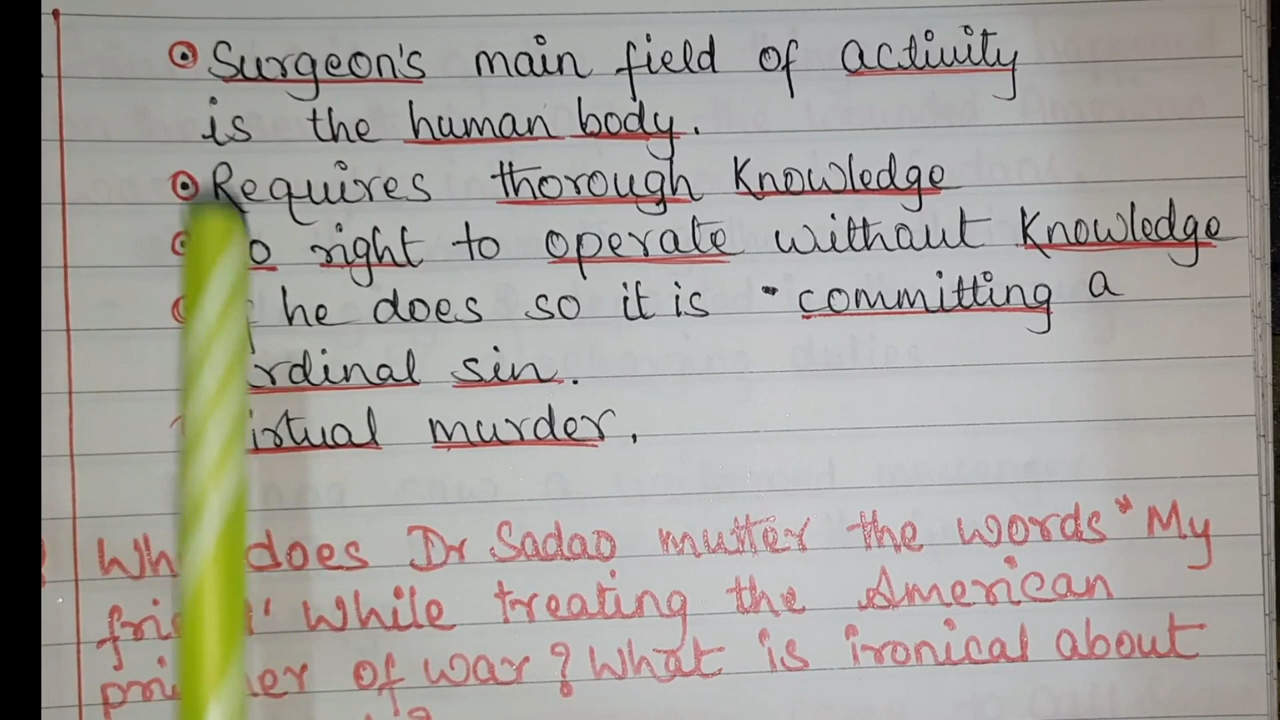 Surgeon's main field of activity
is the human body.
Requires thorough Knowledge
right to operate without Knowledge
he does so it is committing a
rdinal sin.
irtual murder.
does Dr Sadao mutter the words "My
while treating the American
of war? What is ironical about